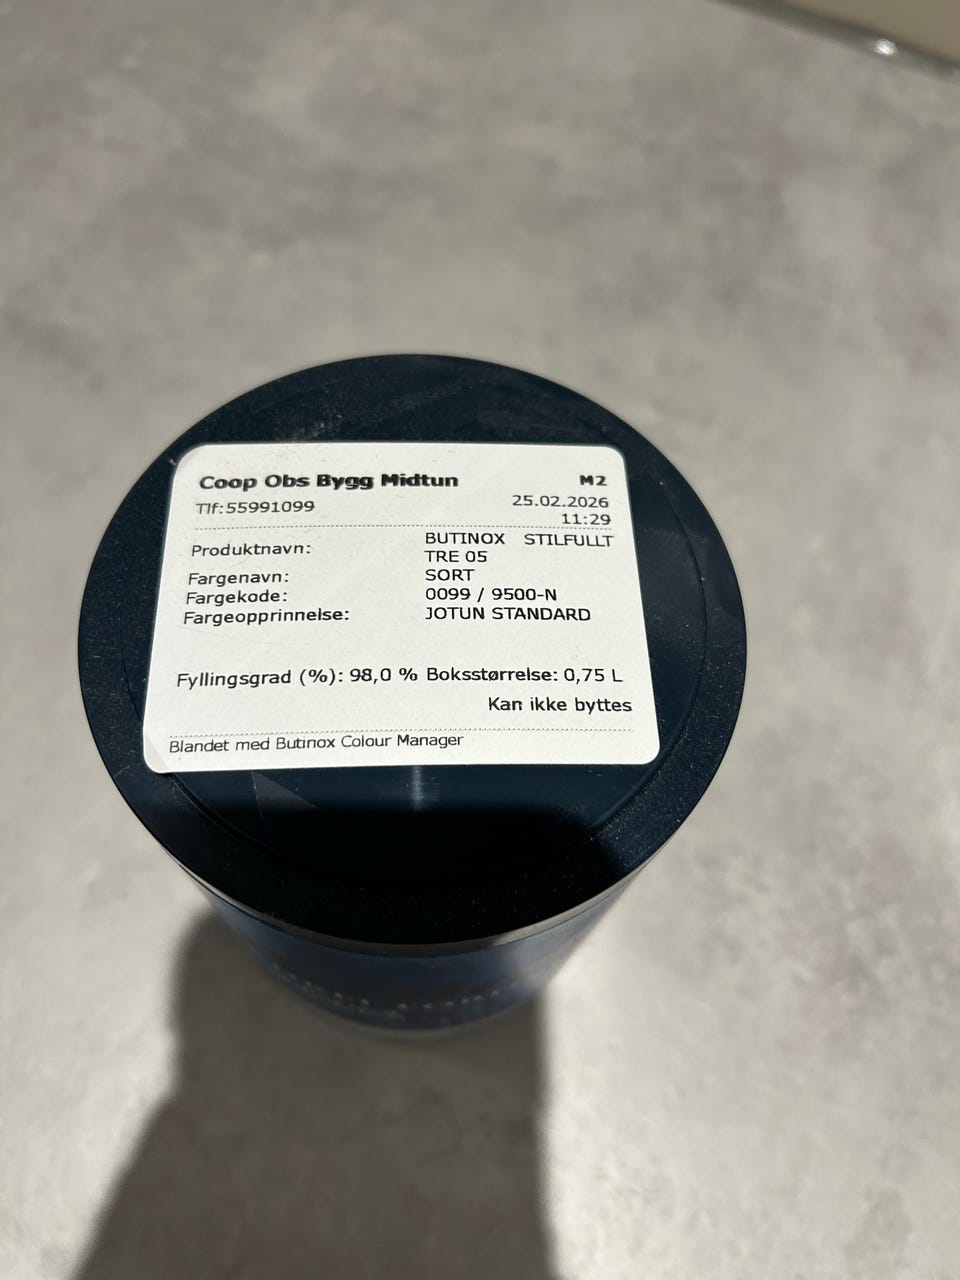 Coop Obs Bygg Midtun M2
Tlf:55991099 25.02.2026
11:29
Produktnavn: BUTINOX STILFULLT
TRE 05
Fargenavn: SORT
Fargekode: 0099 / 9500-N
Fargeopprinnelse: JOTUN STANDARD
Fyllingsgrad (%): 98,0 % Boksstørrelse: 0,75 L
Kan ikke byttes
Blandet med Butinox Colour Manager